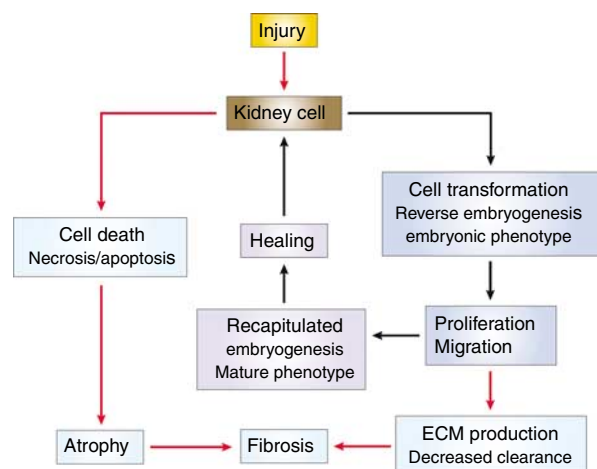 Injury
Kidney cell
Cell transformation
Reverse embryogenesis
embryonic phenotype
Cell death
Necrosis/apoptosis
Healing
Recapitulated
embryogenesis
Mature phenotype
Proliferation
Migration
Atrophy
Fibrosis
ECM production
Decreased clearance